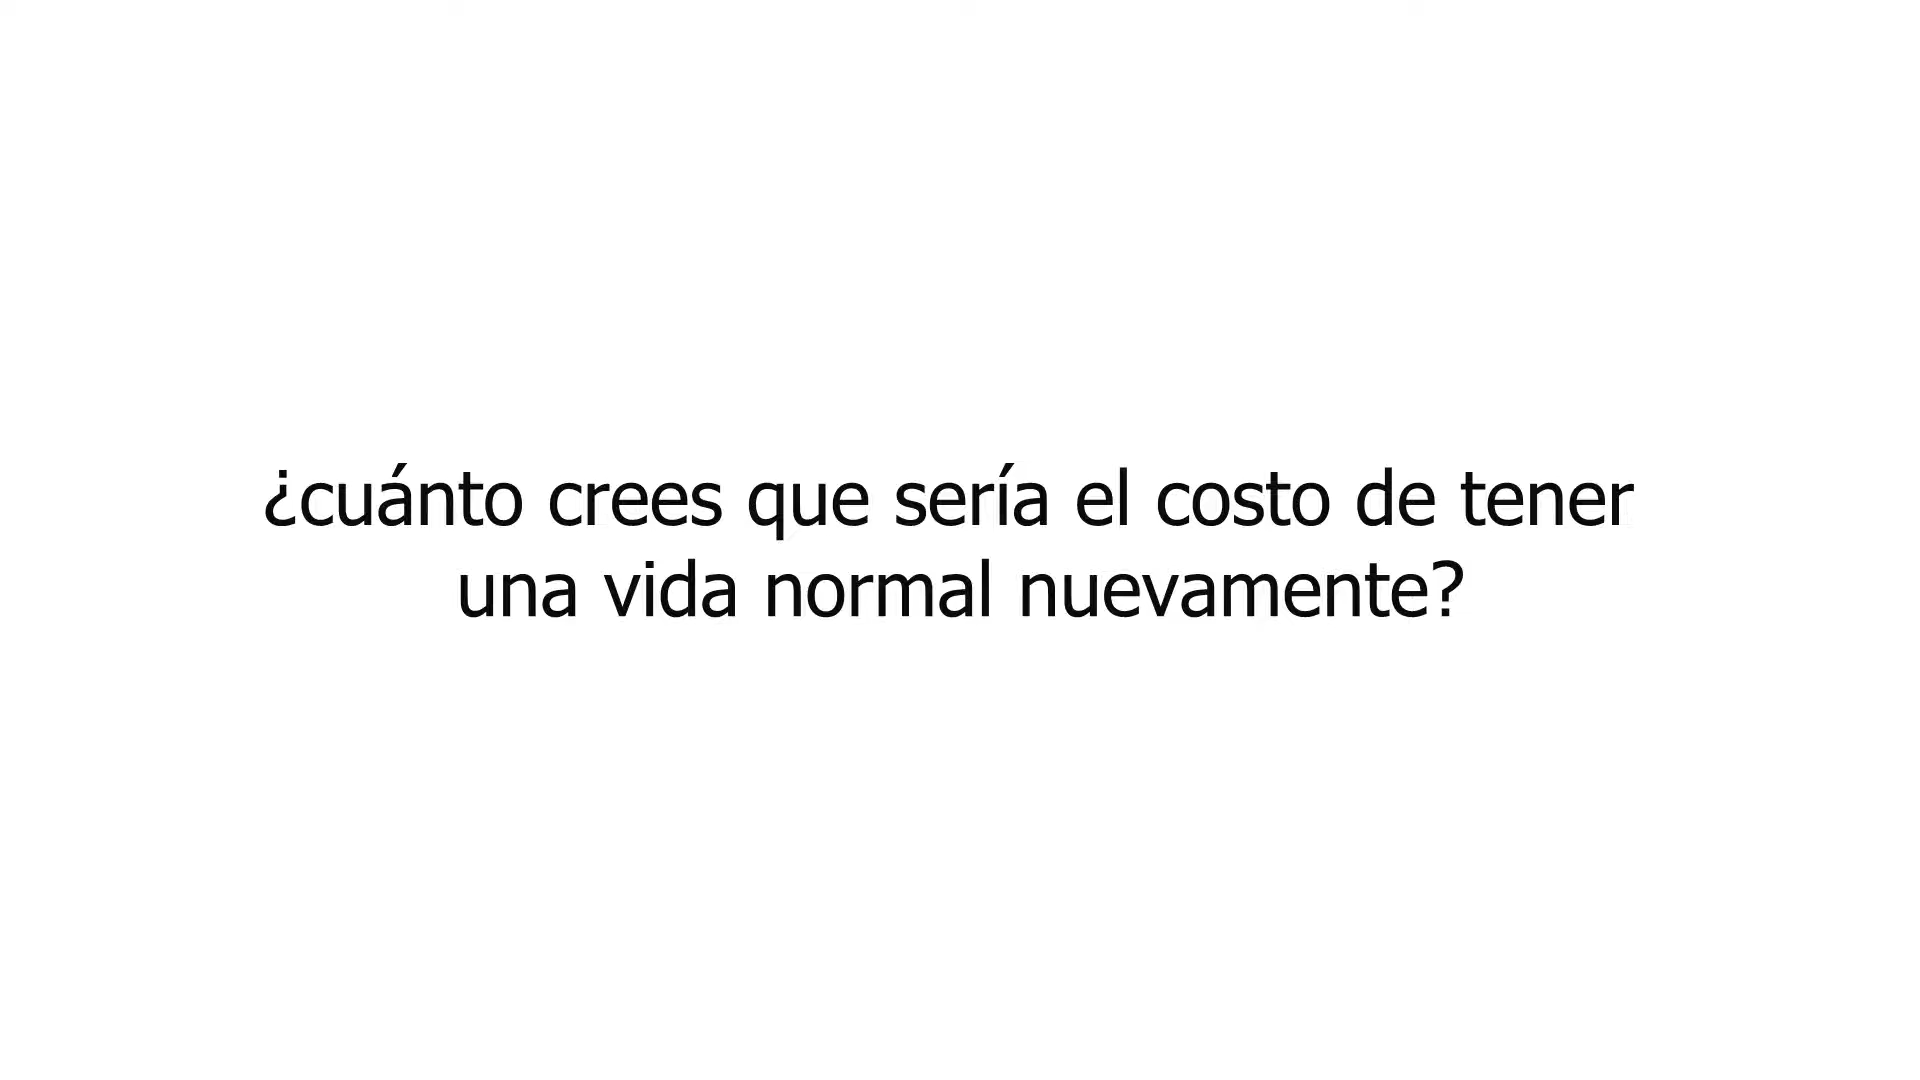 ¿cuánto crees que sería el costo de tener
una vida normal nuevamente?